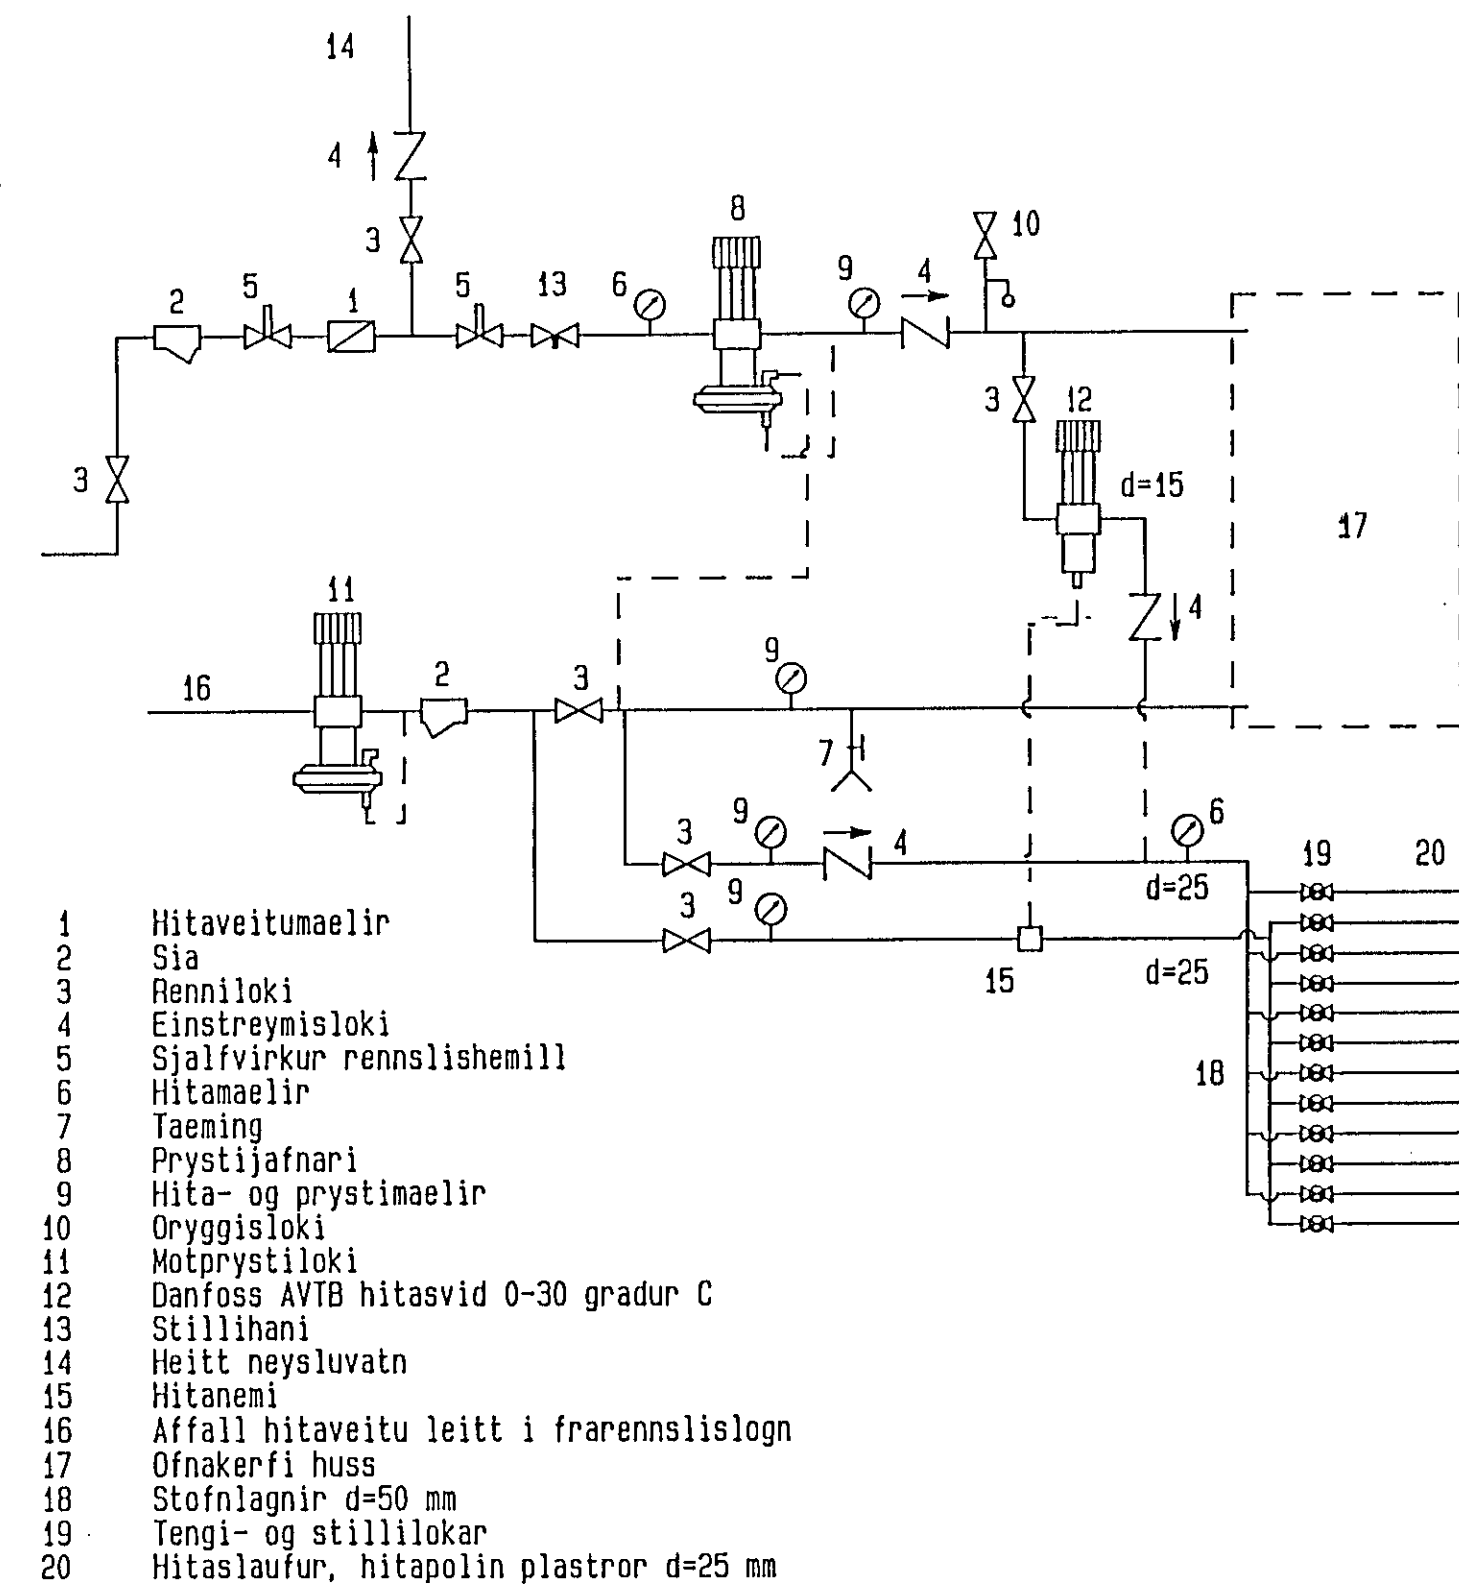 14
4
3
8
10
2
5
1
5
13
6
9
4
3
12
3
d=15
17
11
4
16
2
3
9
7
3
9
4
6
19
20
d=25
3
9
15
d=25
18
1 Hitaveitumaelir
2 Sia
3 Renniloki
4 Einstreymisloki
5 Sjalfvirkur rennslishemill
6 Hitamaelir
7 Taeming
8 Prystijafnari
9 Hita- og prystimaelir
10 Oryggisloki
11 Motprystiloki
12 Danfoss AVTB hitasvid 0-30 gradur C
13 Stillihani
14 Heitt neysluvatn
15 Hitanemi
16 Affall hitaveitu leitt i frarennslislogn
17 Ofnakerfi huss
18 Stofnlagnir d=50 mm
19 Tengi- og stillilokar
20 Hitaslaufur, hitapolin plastror d=25 mm